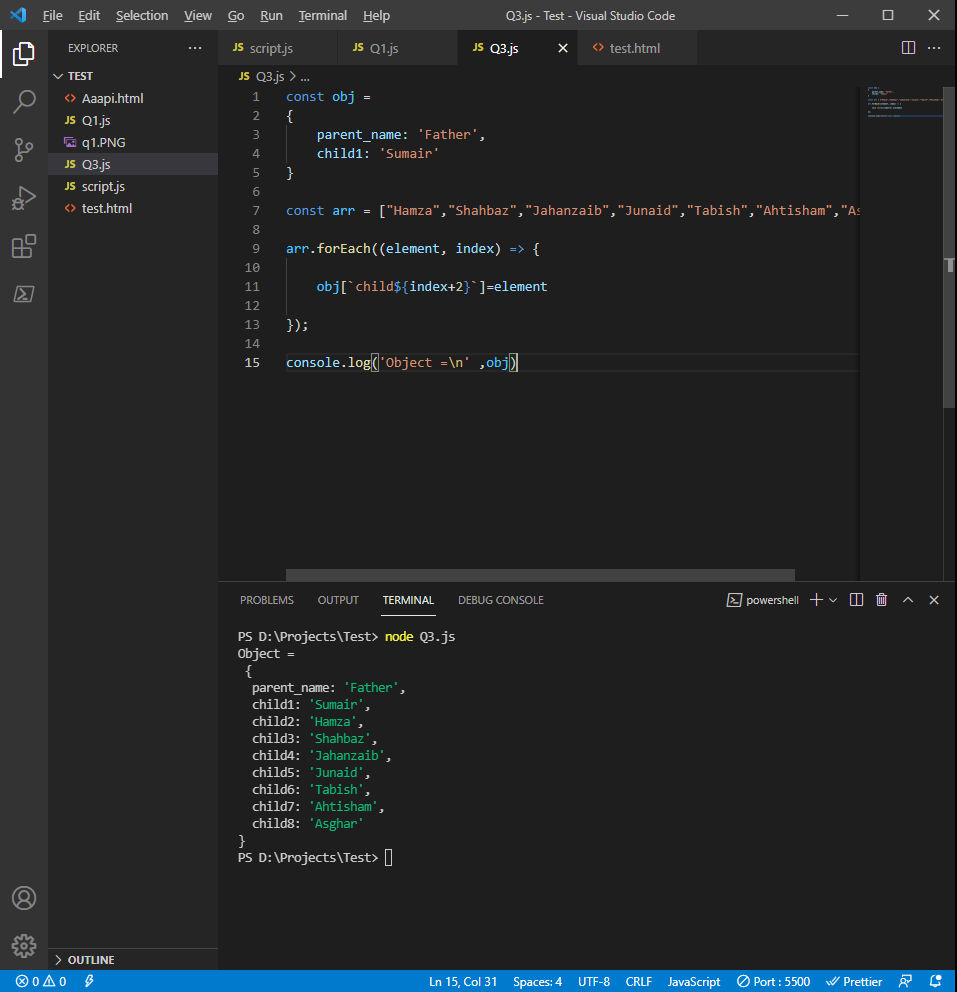 File Edit Selection View Go Run Terminal Help Q3.js - Test - Visual Studio Code
EXPLORER
TEST
Aaapi.html
JS Q1.js
q1.PNG
JS Q3.js
JS script.js
test.html
OUTLINE
JS script.js JS Q1.js JS Q3.js test.html
JS Q3.js > ...
1 const obj =
2 {
3 parent_name: 'Father',
4 child1: 'Sumair'
5 }
6
7 const arr = ["Hamza","Shahbaz","Jahanzaib","Junaid","Tabish","Ahtisham","As
8
9 arr.forEach((element, index) => {
10
11 obj[`child${index+2}`]=element
12
13 });
14
15 console.log('Object =\n' ,obj)
PROBLEMS OUTPUT TERMINAL DEBUG CONSOLE powershell
PS D:\Projects\Test> node Q3.js
Object =
{
parent_name: 'Father',
child1: 'Sumair',
child2: 'Hamza',
child3: 'Shahbaz',
child4: 'Jahanzaib',
child5: 'Junaid',
child6: 'Tabish',
child7: 'Ahtisham',
child8: 'Asghar'
}
PS D:\Projects\Test>
0 0 Ln 15, Col 31 Spaces: 4 UTF-8 CRLF JavaScript Port : 5500 Prettier